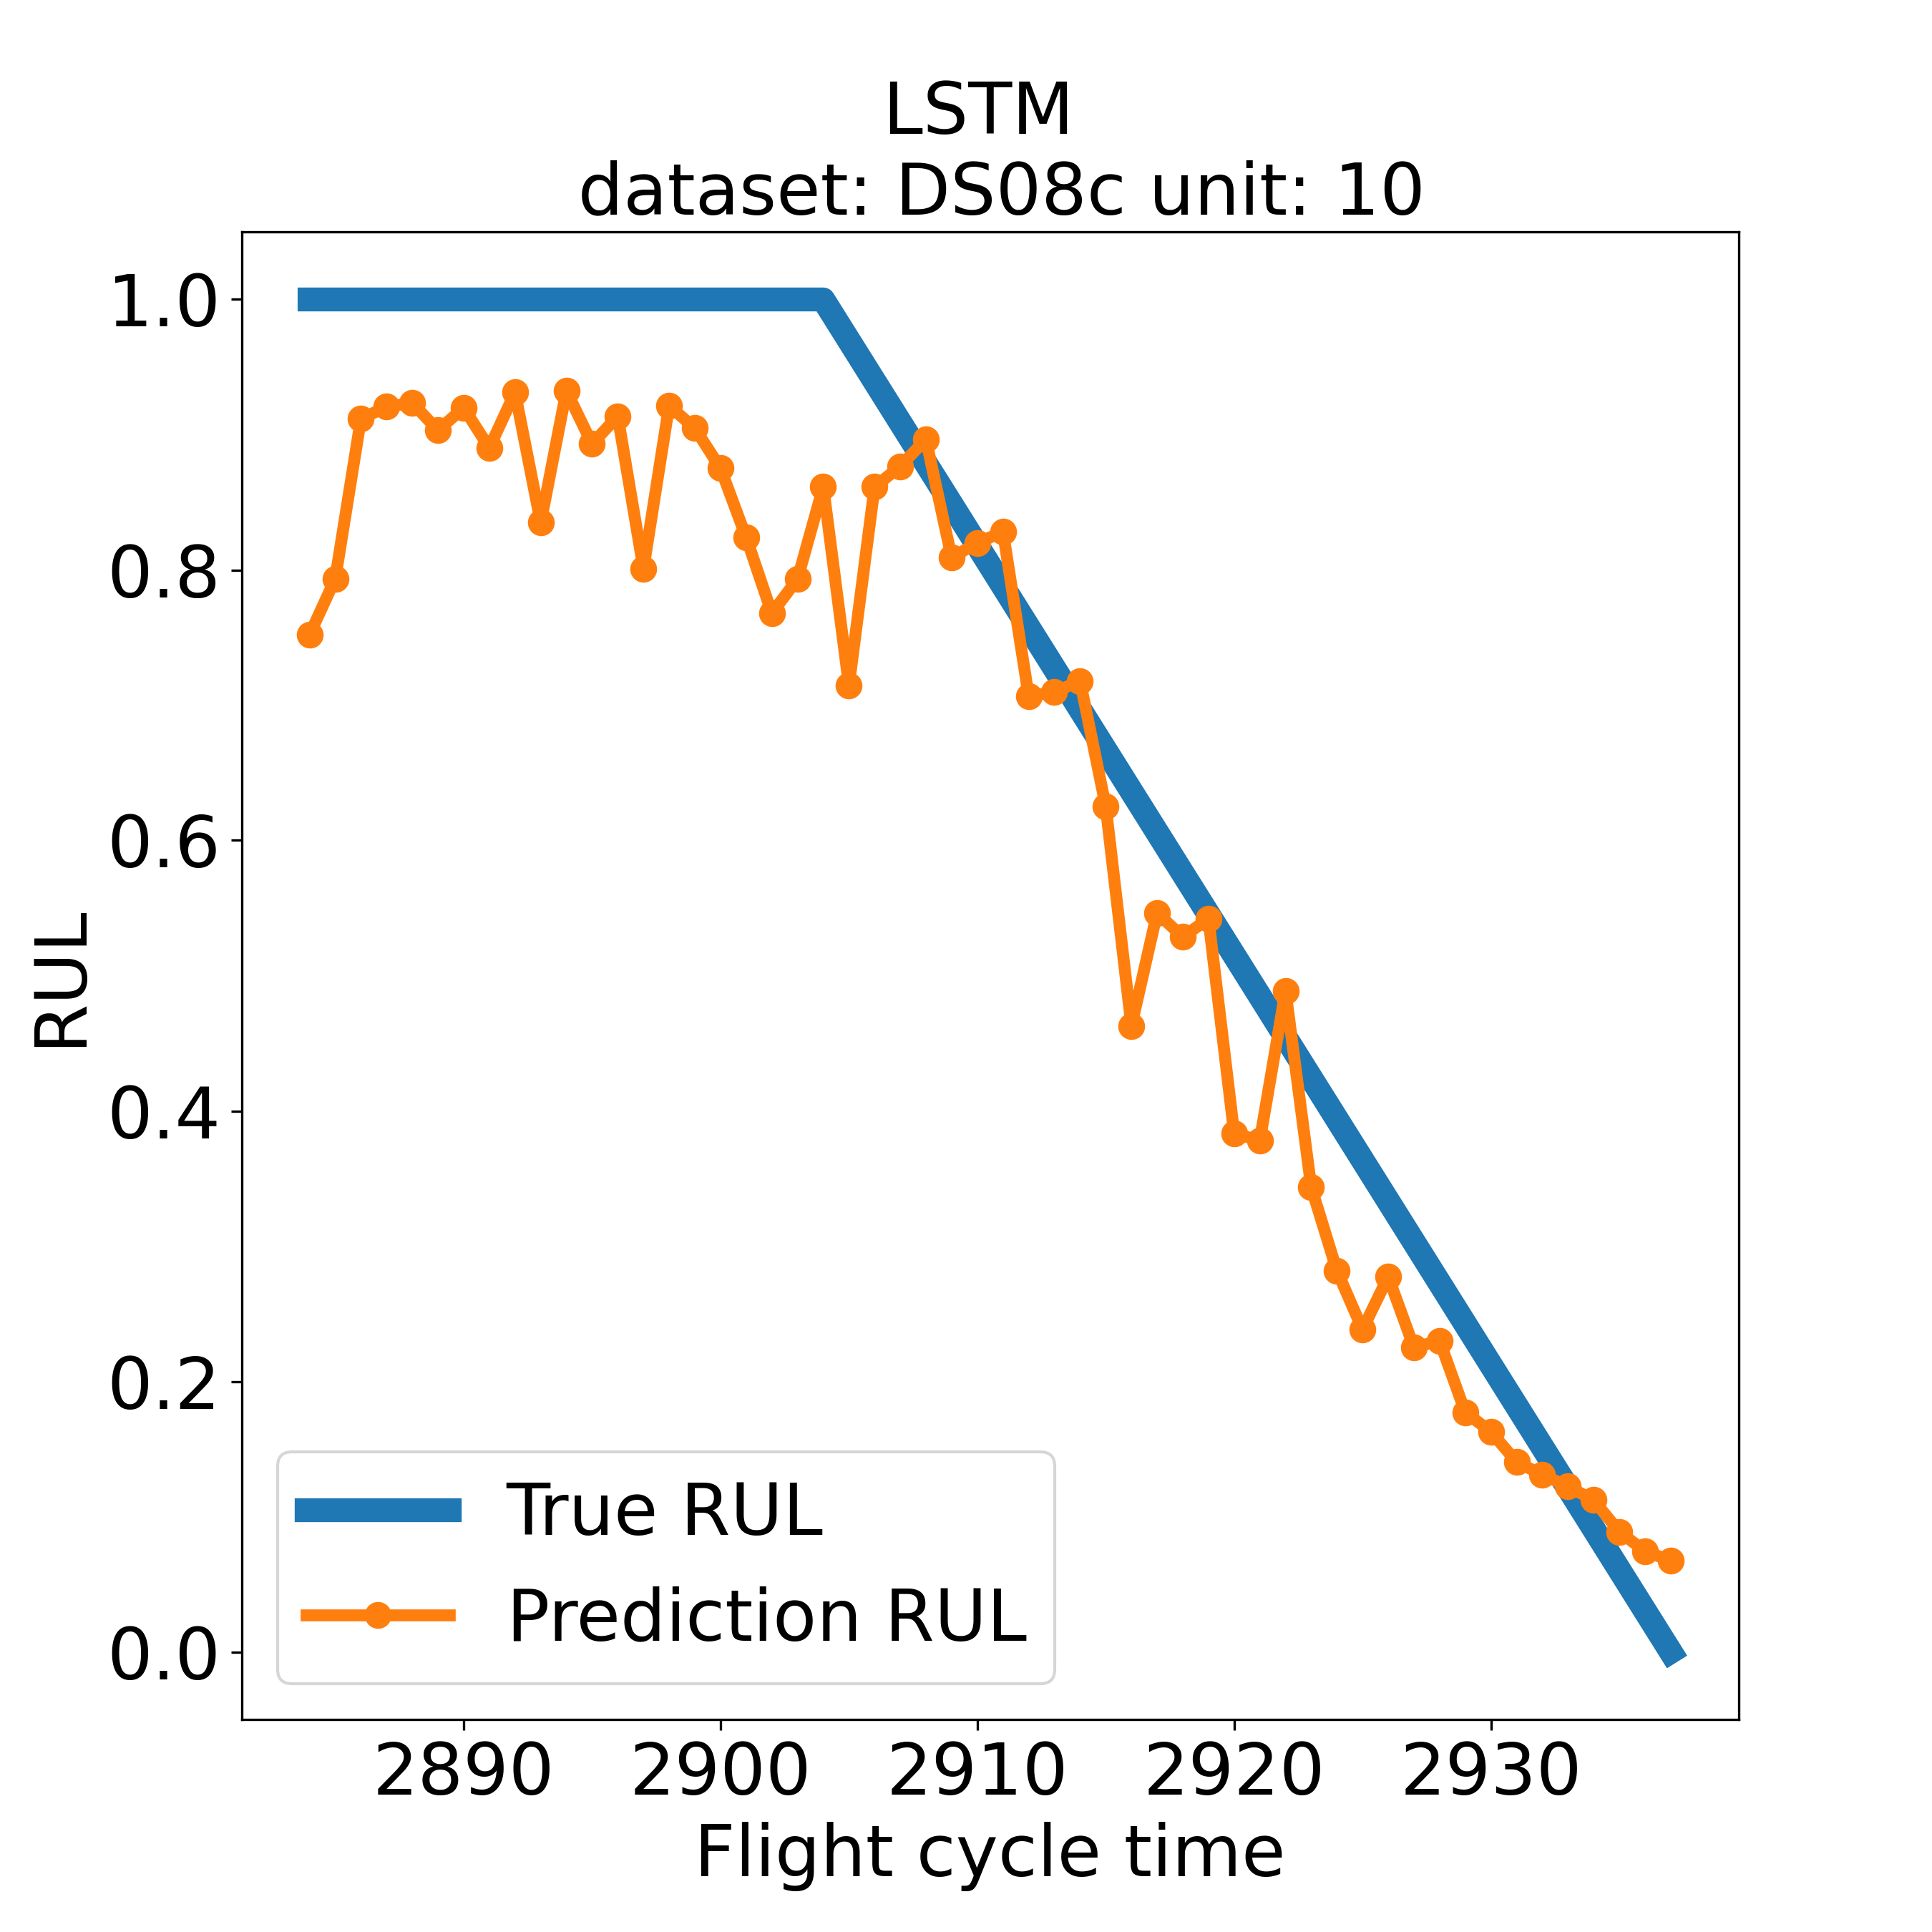 LSTM
dataset: DS08c unit: 10
1.0
0.8
0.6
0.4
0.2
0.0
RUL
True RUL
Prediction RUL
2890 2900 2910 2920 2930
Flight cycle time